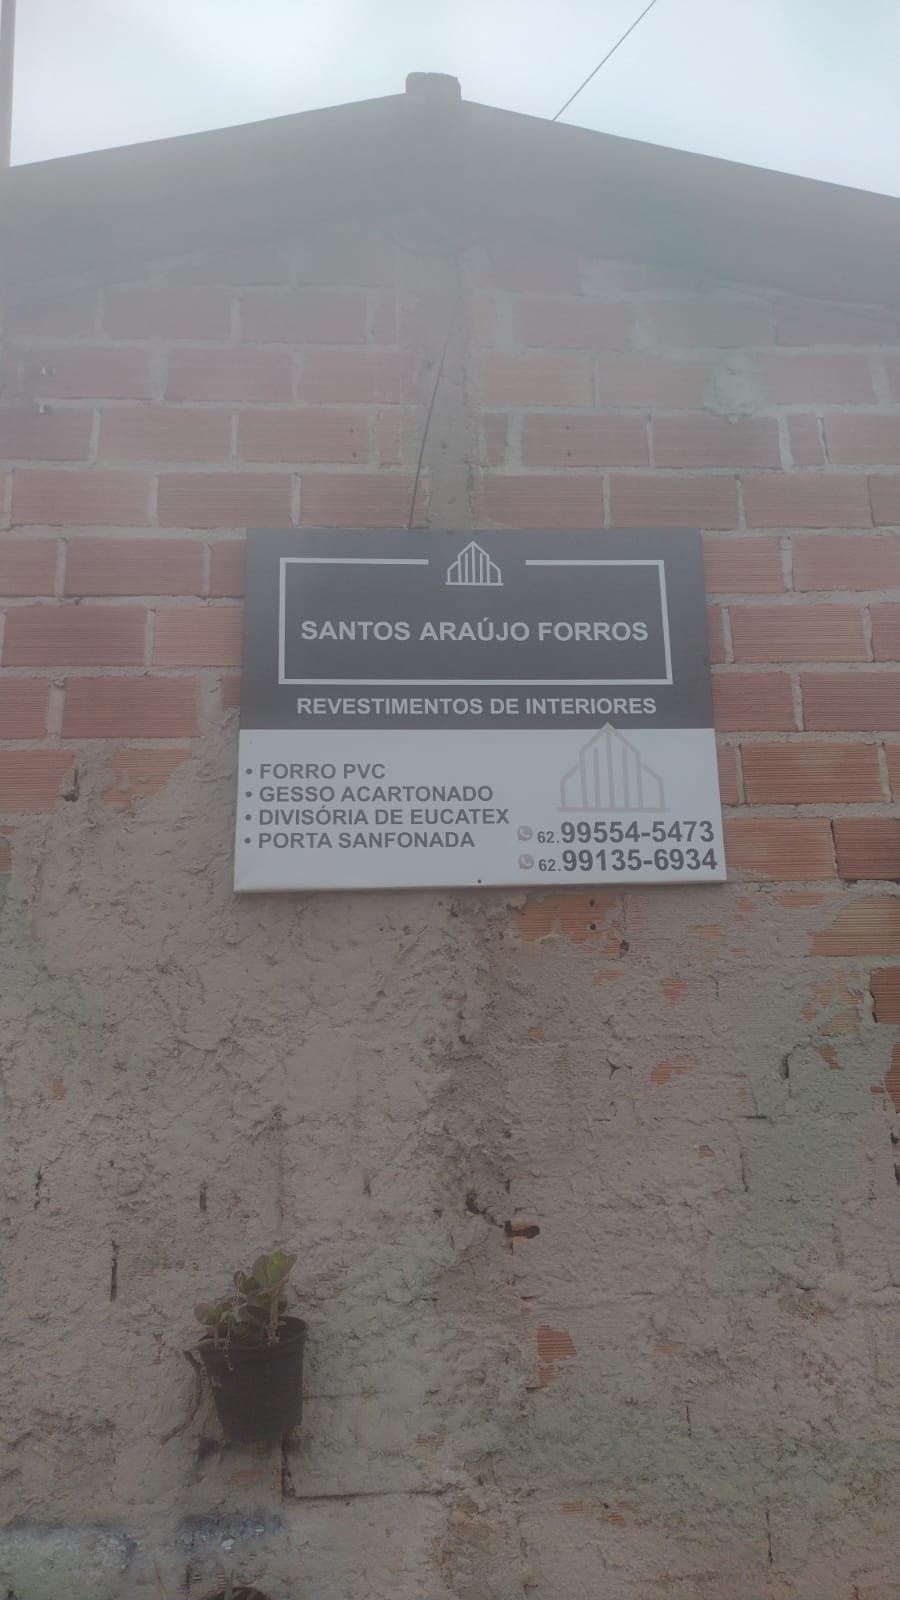 SANTOS ARAÚJO FORROS
REVESTIMENTOS DE INTERIORES
• FORRO PVC
• GESSO ACARTONADO
• DIVISÓRIA DE EUCATEX
• PORTA SANFONADA
62.99554-5473
62.99135-6934